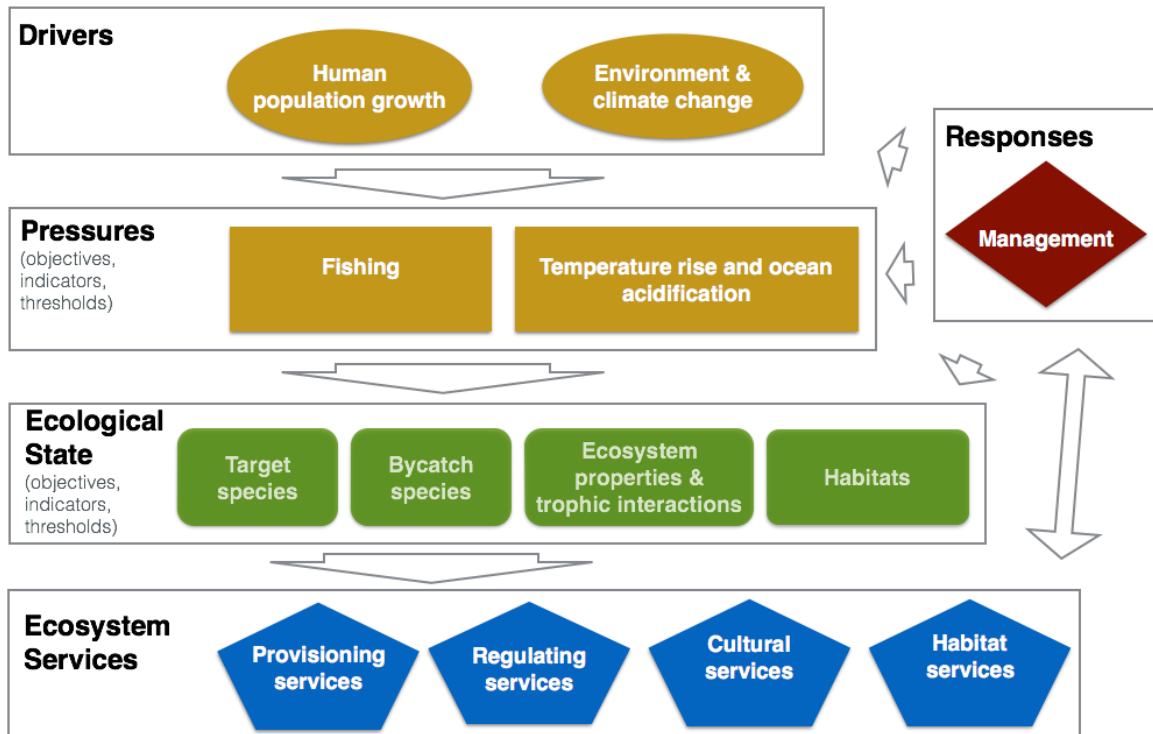 Drivers
Human
population growth
Environment &
climate change
Responses
Management
Pressures
(objectives,
indicators,
thresholds)
Fishing
Temperature rise and ocean
acidification
Ecological
State
(objectives,
indicators,
thresholds)
Target
species
Bycatch
species
Ecosystem
properties &
trophic interactions
Habitats
Ecosystem
Services
Provisioning
services
Regulating
services
Cultural
services
Habitat
services